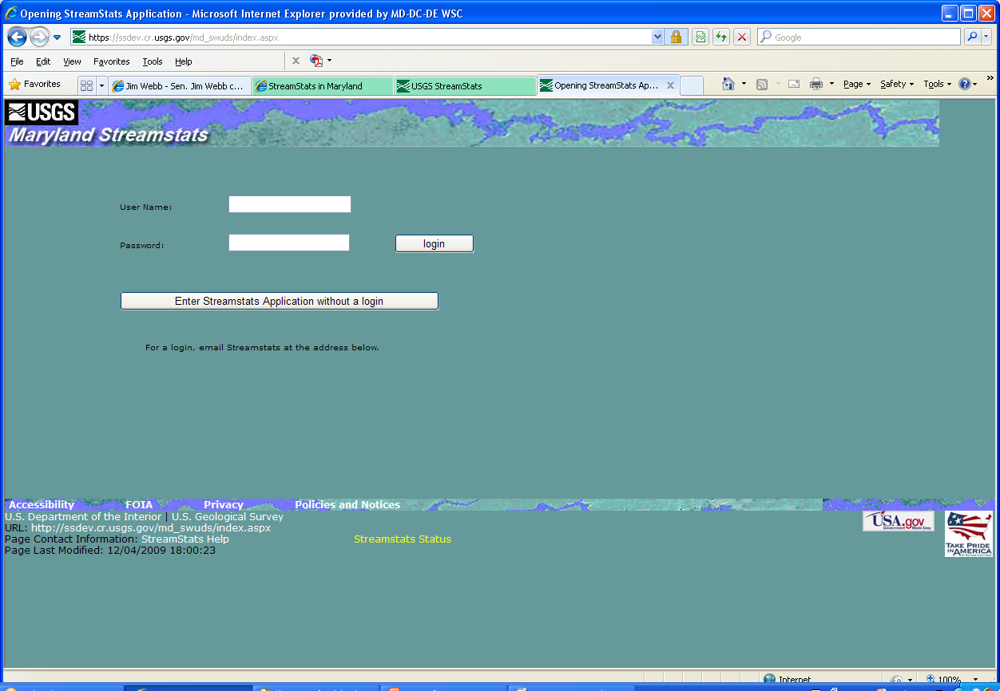 Opening StreamStats Application - Microsoft Internet Explorer provided by MD-DC-DE WSC
https://ssdev.cr.usgs.gov/md_swuds/index.aspx
Google
File Edit View Favorites Tools Help
Favorites
Jim Webb - Sen. Jim Webb c...
StreamStats in Maryland
USGS StreamStats
Opening StreamStats Ap...
Page Safety Tools
USGS
Maryland Streamstats
User Name:
Password:
login
Enter Streamstats Application without a login
For a login, email Streamstats at the address below.
Accessibility FOIA Privacy Policies and Notices
U.S. Department of the Interior | U.S. Geological Survey
URL: http://ssdev.cr.usgs.gov/md_swuds/index.aspx
Page Contact Information: StreamStats Help Streamstats Status
Page Last Modified: 12/04/2009 18:00:23
USA.gov
Government Made Easy
TAKE PRIDE
IN AMERICA
Internet
100%